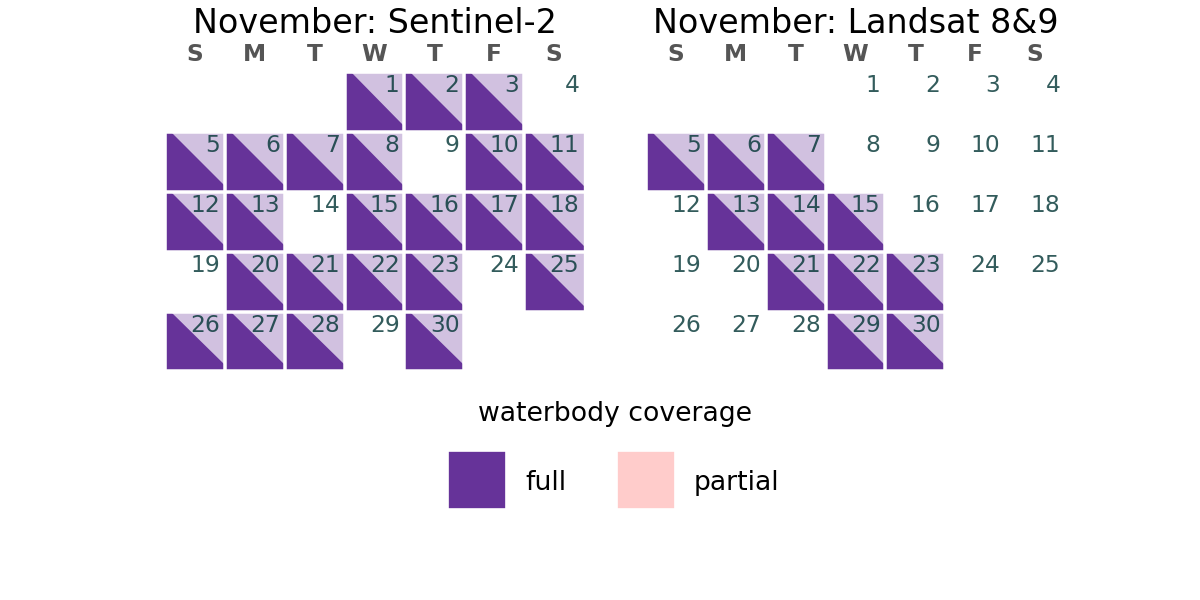 November: Sentinel-2
S M T W T F S
1 2 3 4
5 6 7 8 9 10 11
12 13 14 15 16 17 18
19 20 21 22 23 24 25
26 27 28 29 30
November: Landsat 8&9
S M T W T F S
1 2 3 4
5 6 7 8 9 10 11
12 13 14 15 16 17 18
19 20 21 22 23 24 25
26 27 28 29 30
waterbody coverage
full partial